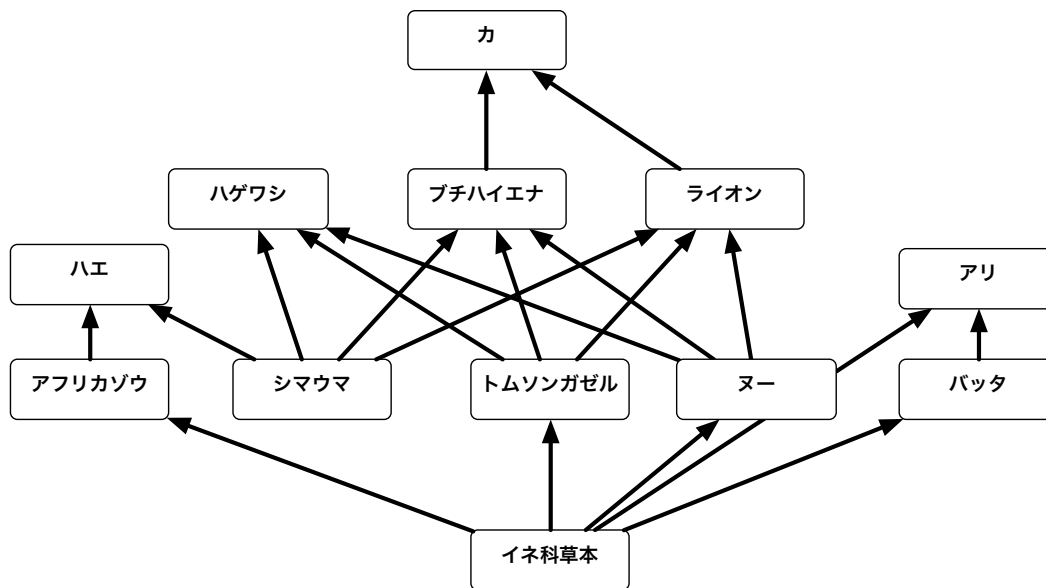 カ
ハゲワシ
ブチハイエナ
ライオン
ハエ
アリ
アフリカゾウ
シマウマ
トムソンガゼル
ヌー
バッタ
イネ科草本